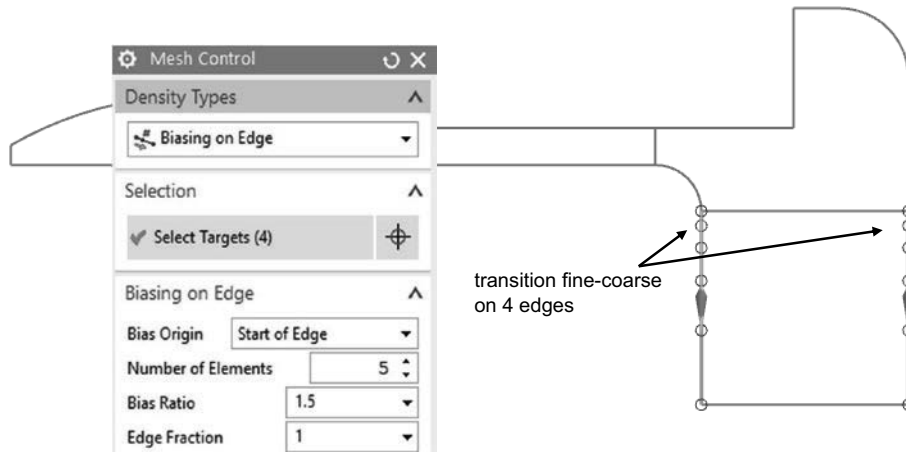 Mesh Control
Density Types
Biasing on Edge
Selection
Select Targets (4)
Biasing on Edge
Bias Origin Start of Edge
Number of Elements 5
Bias Ratio 1.5
Edge Fraction 1
transition fine-coarse
on 4 edges